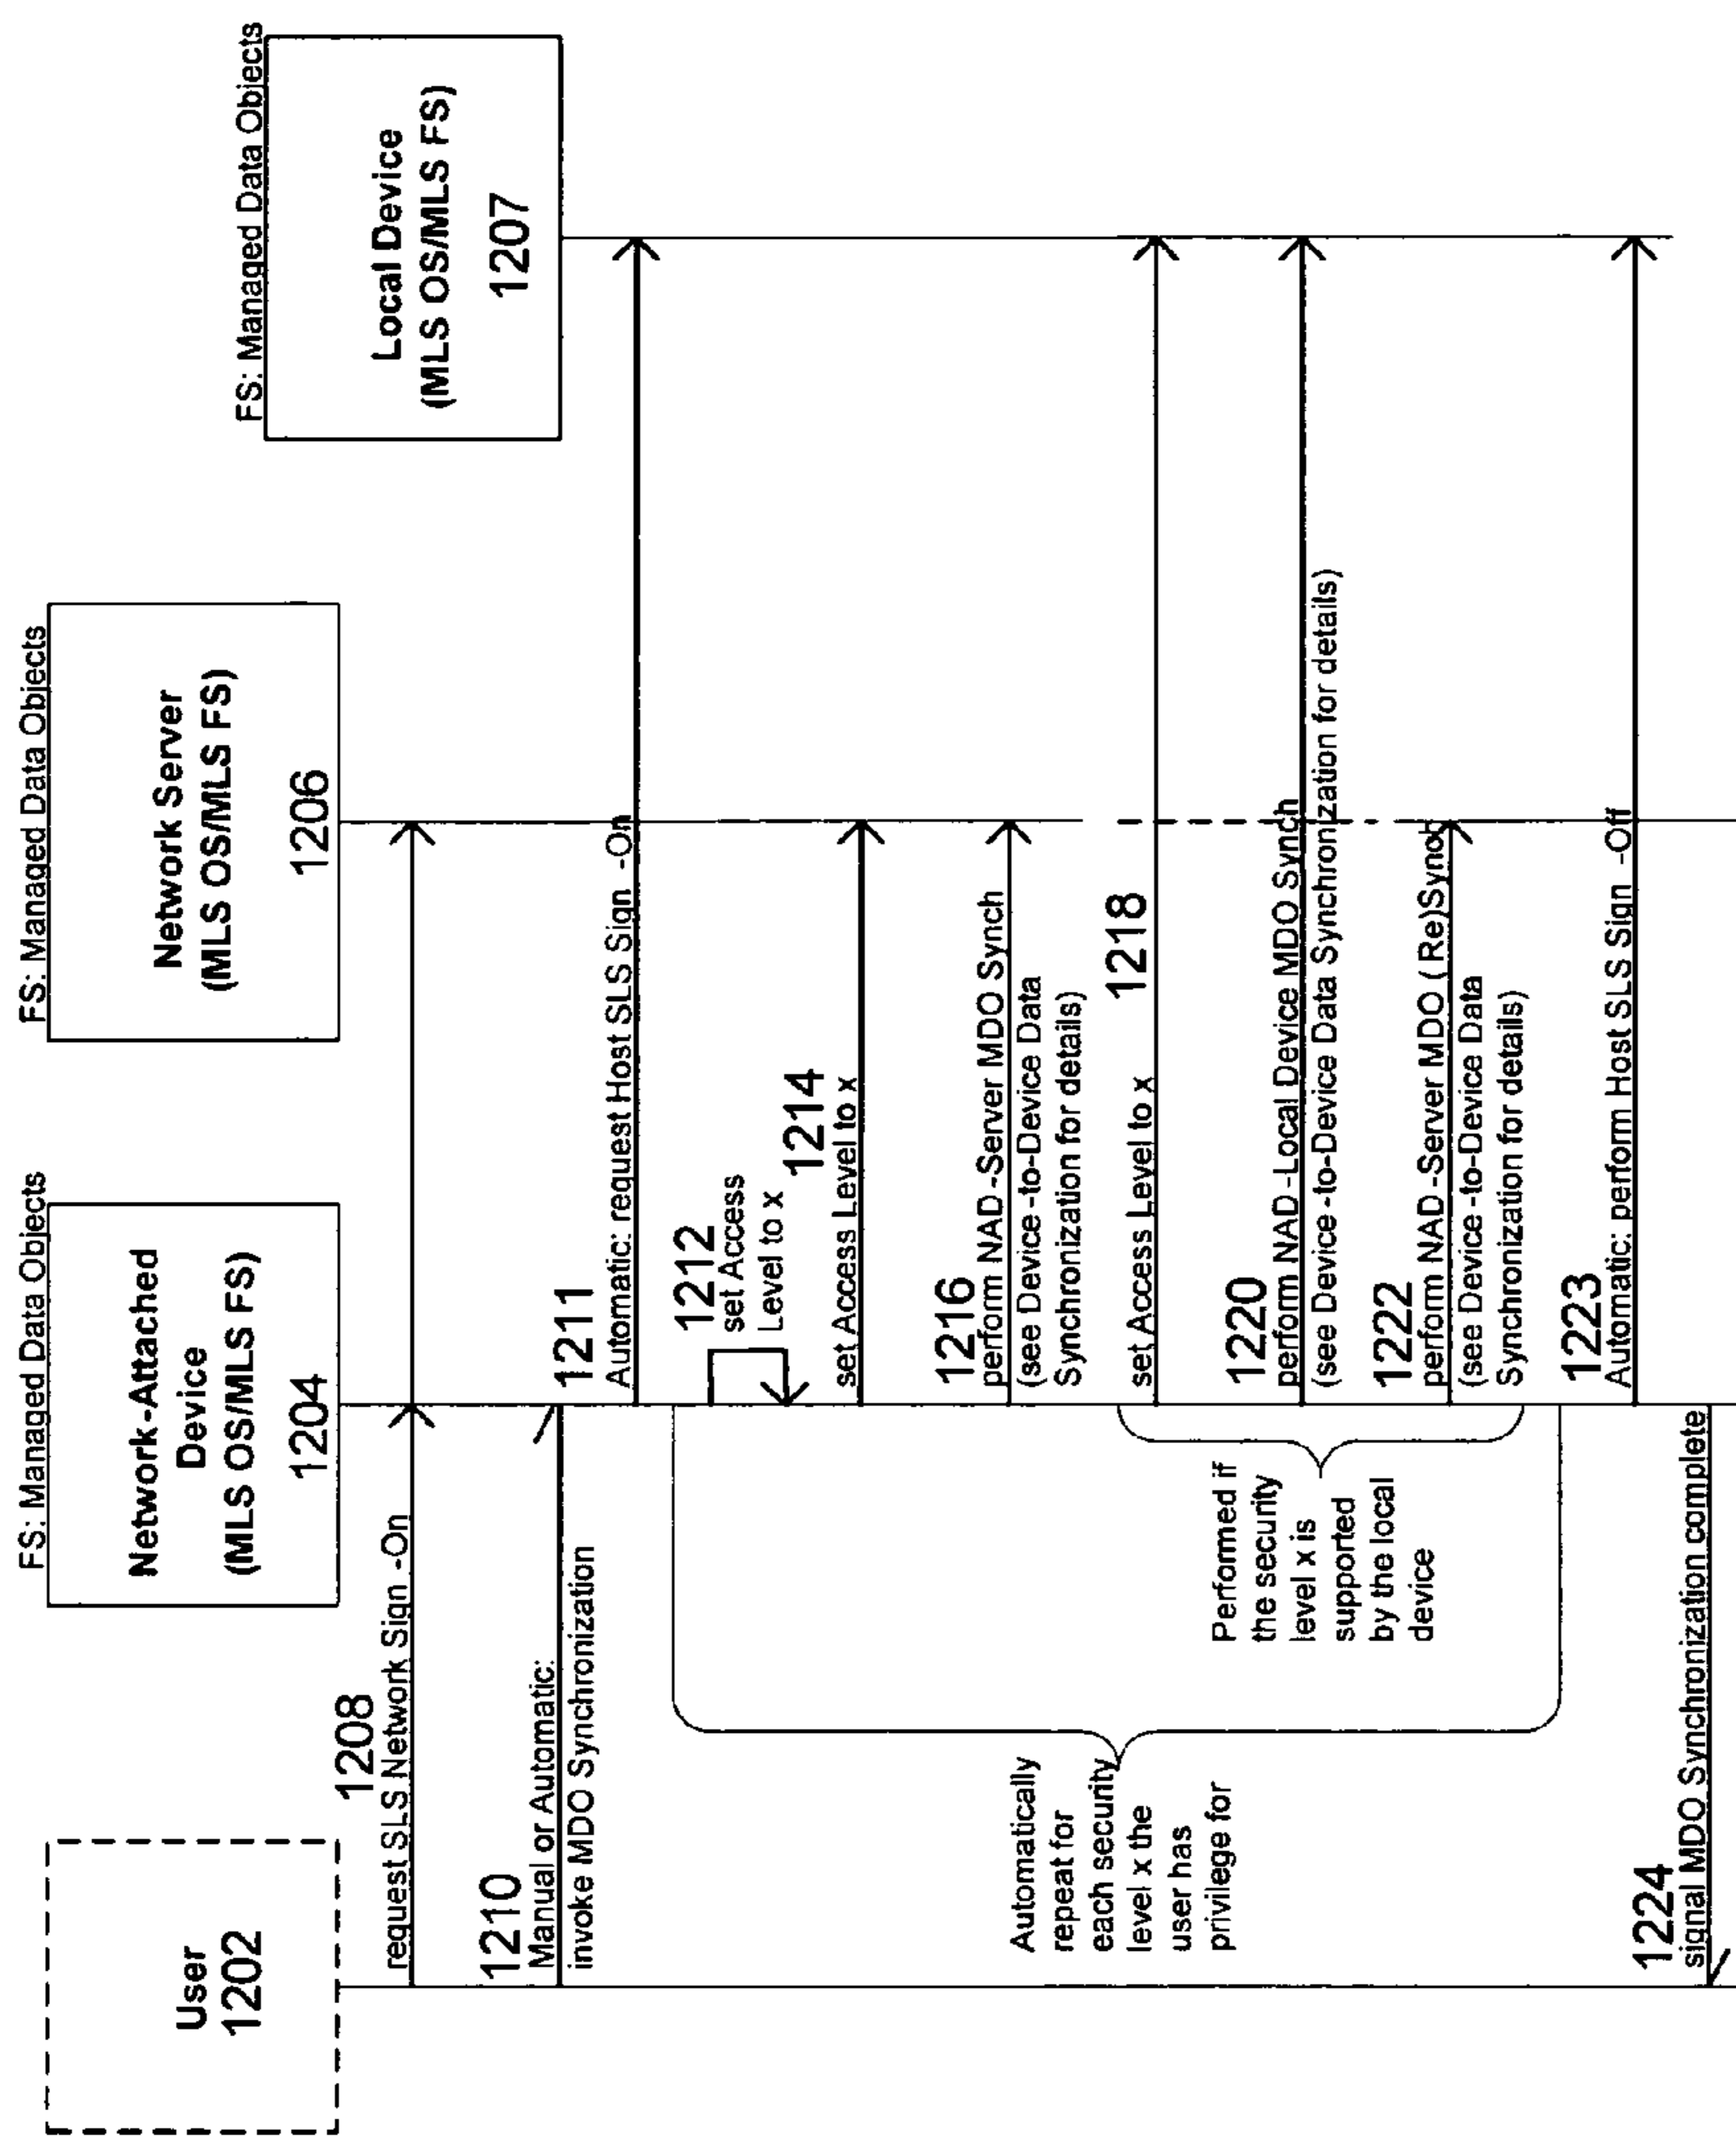 User
1202
FS: Managed Data Objects
Network-Attached
Device
(MLS OS/MLS FS)
1204
FS: Managed Data Objects
Network Server
(MLS OS/MLS FS)
1206
FS: Managed Data Objects
Local Device
(MLS OS/MLS FS)
1207
1208
request SLS Network Sign -On
1210
Manual or Automatic:
invoke MDO Synchronization
1211
Automatic: request Host SLS Sign -On
1212
set Access
Level to x
1214
set Access Level to x
1216
perform NAD-Server MDO Synch
(see Device-to-Device Data
Synchronization for details)
1218
set Access Level to x
1220
perform NAD-Local Device MDO Synch
(see Device-to-Device Data Synchronization for details)
1222
perform NAD-Server MDO (Re)Synch
(see Device-to-Device Data
Synchronization for details)
1223
Automatic: perform Host SLS Sign -Off
Automatically
repeat for
each security
level x the
user has
privilege for
Performed if
the security
level x is
supported
by the local
device
1224
signal MDO Synchronization complete